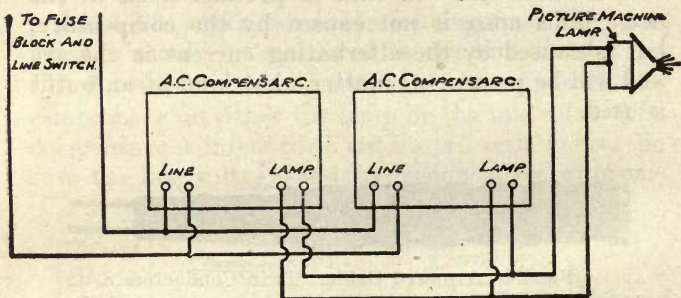 To Fuse
Block And
Line Switch.
Picture Machine
Lamp
A.C. Compensarc.
A.C. Compensarc.
Line
Lamp.
Line
Lamp.